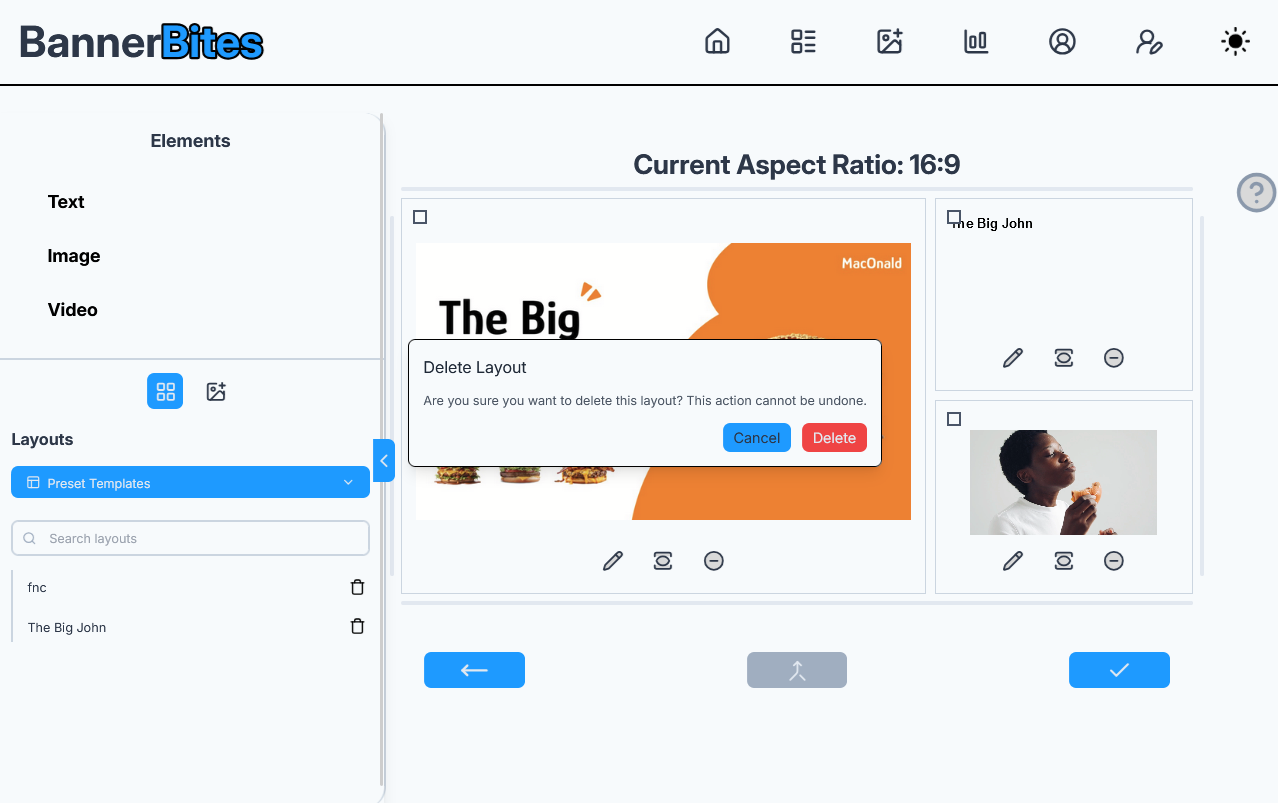 BannerBites
Elements
Text
Image
Video
Layouts
Preset Templates
Search layouts
fnc
The Big John
Current Aspect Ratio: 16:9
MacOnald
The Big
Delete Layout
Are you sure you want to delete this layout? This action cannot be undone.
Cancel
Delete
The Big John
?